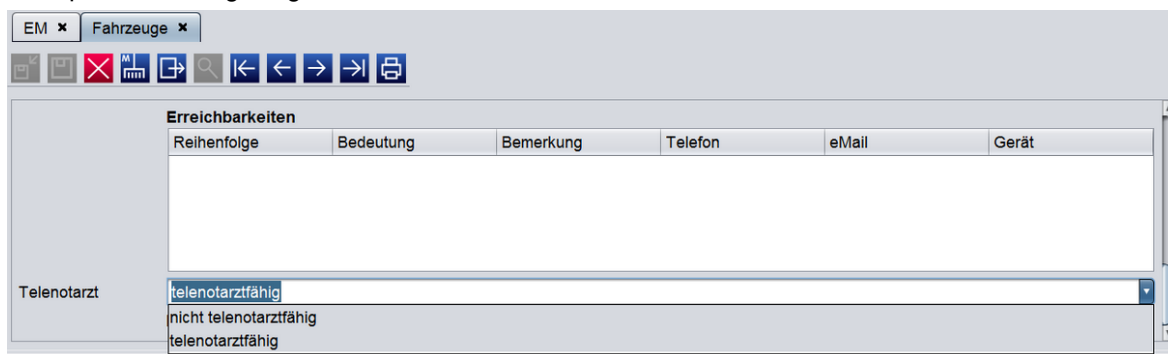 EM × Fahrzeuge ×
M
Erreichbarkeiten
Reihenfolge Bedeutung Bemerkung Telefon eMail Gerät
Telenotarzt telenotarztfähig
nicht telenotarztfähig
telenotarztfähig